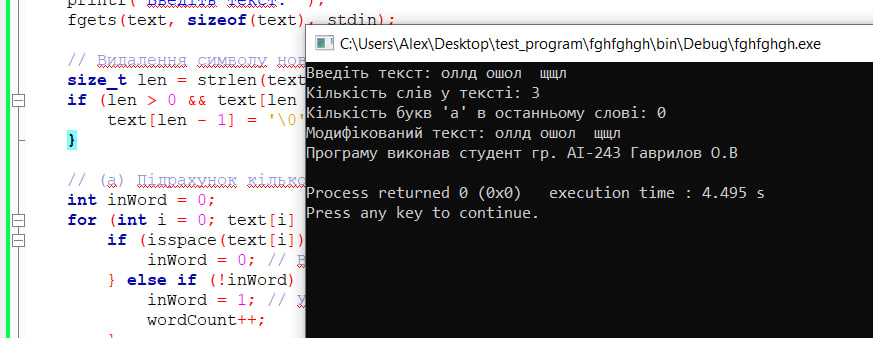 printf("Введіть текст: ");
fgets(text, sizeof(text), stdin);
// Видалення символу нов
size_t len = strlen(text
if (len > 0 && text[len
text[len - 1] = '\0'
}
// (а) Підрахунок кілько
int inWord = 0;
for (int i = 0; text[i]
if (isspace(text[i])
inWord = 0; // В
} else if (!inWord)
inWord = 1; // У
wordCount++;
C:\Users\Alex\Desktop\test_program\fghfghgh\bin\Debug\fghfghgh.exe
Введіть текст: оллд ошол  щщл
Кількість слів у тексті: 3
Кількість букв 'а' в останньому слові: 0
Модифікований текст: оллд ошол  щщл
Програму виконав студент гр. АІ-243 Гаврилов О.В
Process returned 0 (0x0)   execution time : 4.495 s
Press any key to continue.